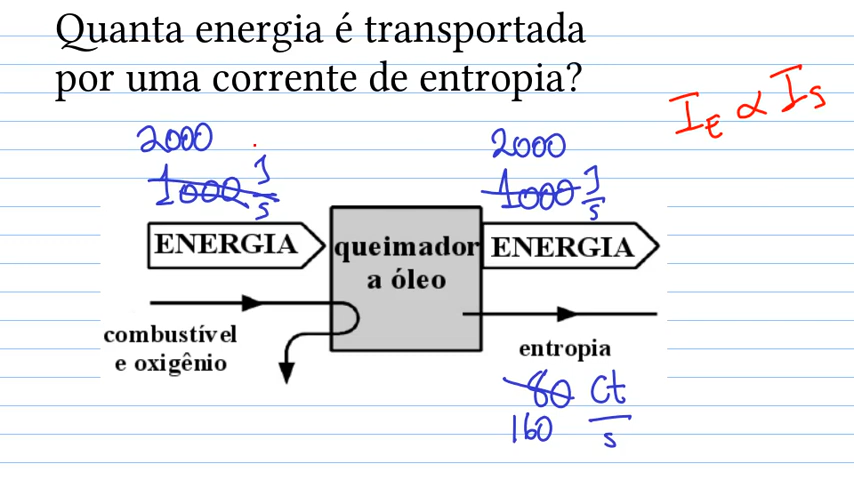 Quanta energia é transportada
por uma corrente de entropia?
I_E ∝ I_S
2000
1000 J/s
2000
1000 J/s
ENERGIA
queimador
a óleo
ENERGIA
combustível
e oxigênio
entropia
80 Ct/s
160